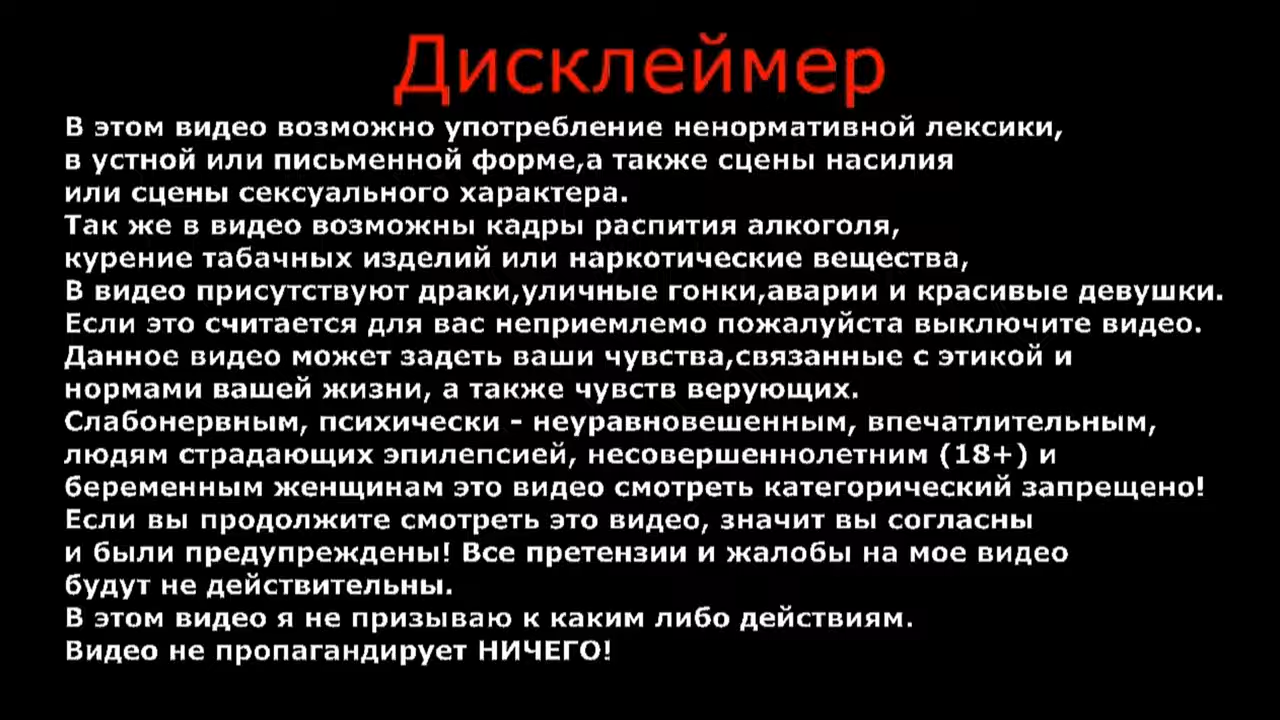 Дисклеймер
В этом видео возможно употребление ненормативной лексики,
в устной или письменной форме,а также сцены насилия
или сцены сексуального характера.
Так же в видео возможны кадры распития алкоголя,
курение табачных изделий или наркотические вещества,
В видео присутствуют драки,уличные гонки,аварии и красивые девушки.
Если это считается для вас неприемлемо пожалуйста выключите видео.
Данное видео может задеть ваши чувства,связанные с этикой и
нормами вашей жизни, а также чувств верующих.
Слабонервным, психически - неуравновешенным, впечатлительным,
людям страдающих эпилепсией, несовершеннолетним (18+) и
беременным женщинам это видео смотреть категорический запрещено!
Если вы продолжите смотреть это видео, значит вы согласны
и были предупреждены! Все претензии и жалобы на мое видео
будут не действительны.
В этом видео я не призываю к каким либо действиям.
Видео не пропагандирует НИЧЕГО!